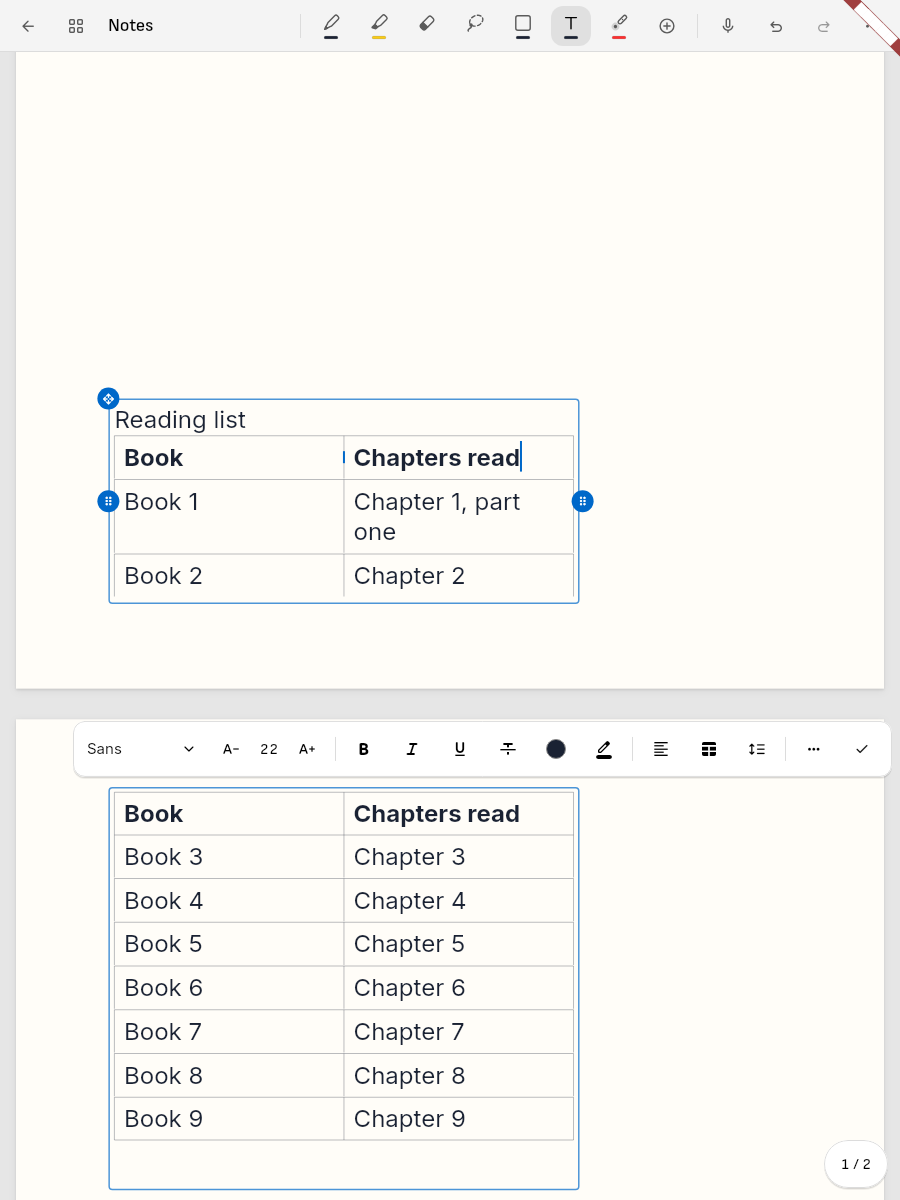 Notes
T
Reading list
Book Chapters read
Book 1 Chapter 1, part
one
Book 2 Chapter 2
Sans A− 22 A+ B I U T
Book Chapters read
Book 3 Chapter 3
Book 4 Chapter 4
Book 5 Chapter 5
Book 6 Chapter 6
Book 7 Chapter 7
Book 8 Chapter 8
Book 9 Chapter 9
1 / 2